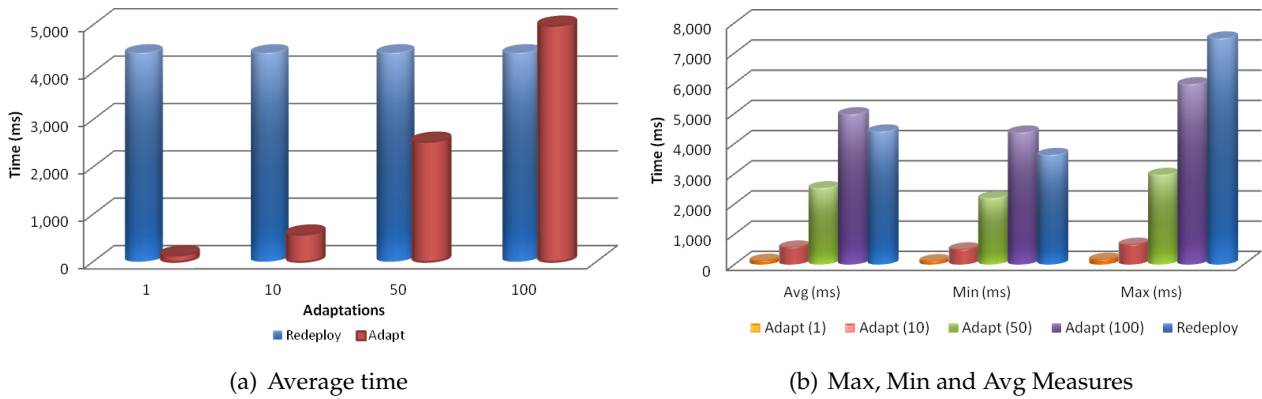 5,000
4,000
3,000
2,000
1,000
0
Time (ms)
1 10 50 100
Adaptations
Redeploy Adapt
(a) Average time
8,000
7,000
6,000
5,000
4,000
3,000
2,000
1,000
0
Time (ms)
Avg (ms) Min (ms) Max (ms)
Adapt (1) Adapt (10) Adapt (50) Adapt (100) Redeploy
(b) Max, Min and Avg Measures